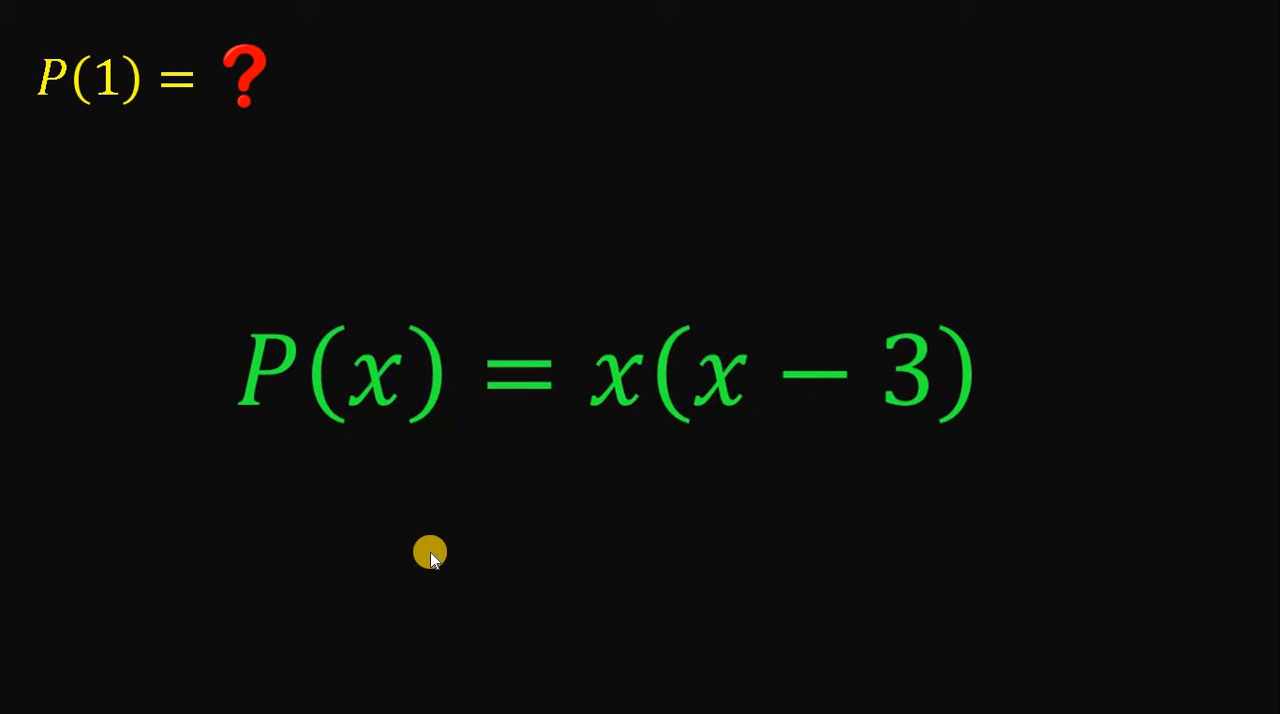 P(1) = ❓
P(x) = x(x − 3)